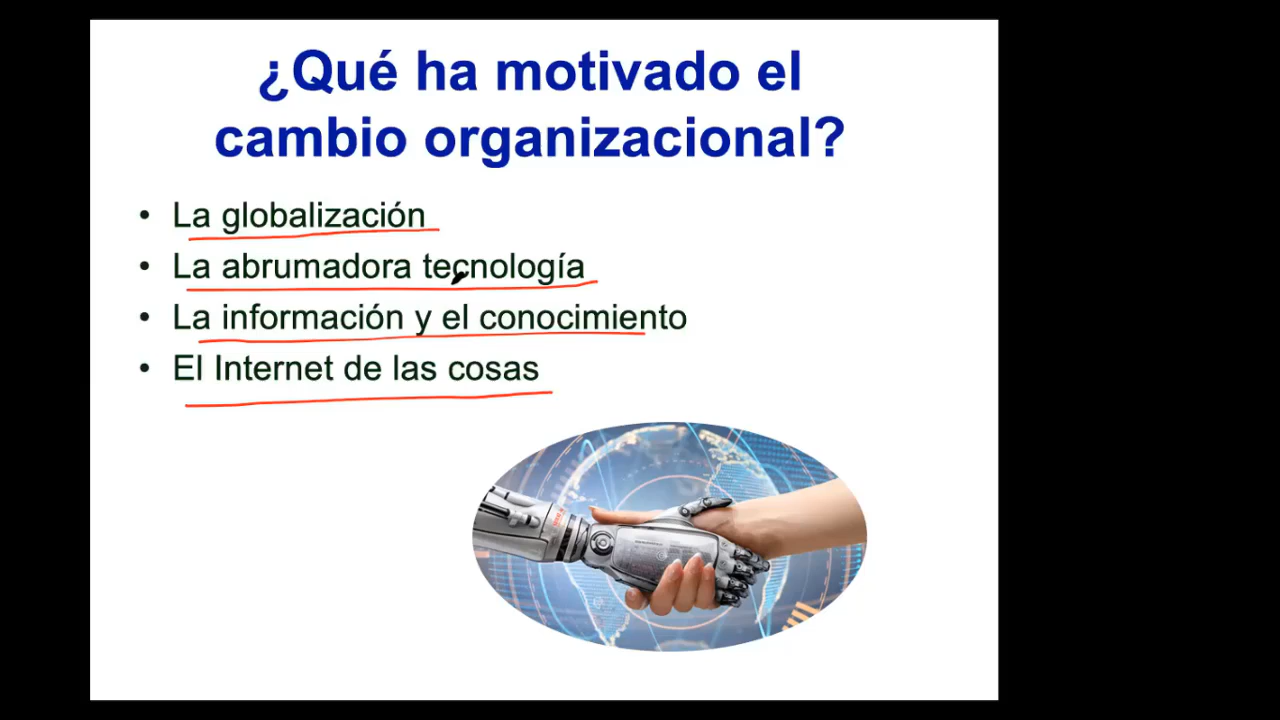 ¿Qué ha motivado el
cambio organizacional?
• La globalización
• La abrumadora tecnología
• La información y el conocimiento
• El Internet de las cosas